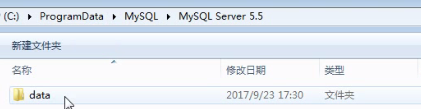 (C:) ▸ ProgramData ▸ MySQL ▸ MySQL Server 5.5
新建文件夹
名称 修改日期 类型
data 2017/9/23 17:30 文件夹